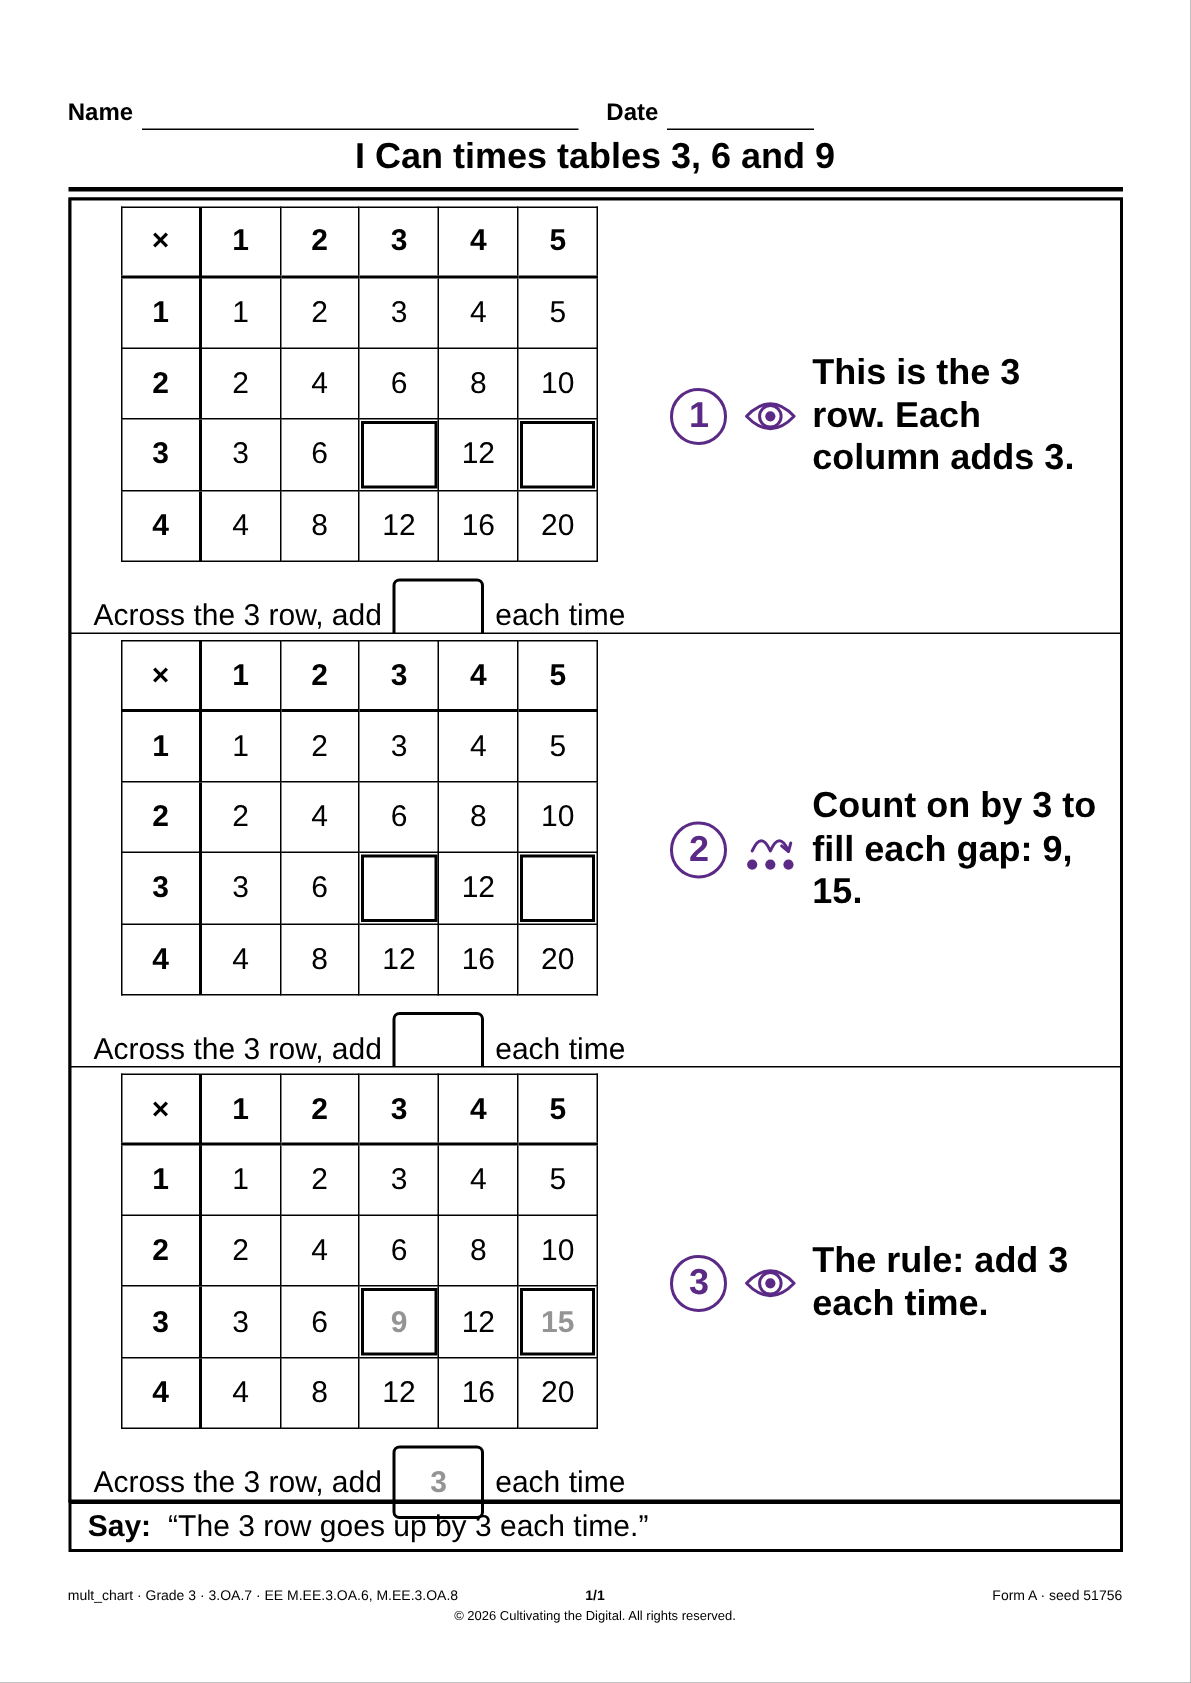 Name Date
I Can times tables 3, 6 and 9
× 1 2 3 4 5
1 1 2 3 4 5
2 2 4 6 8 10
3 3 6 12
4 4 8 12 16 20
Across the 3 row, add each time
1 This is the 3
row. Each
column adds 3.
× 1 2 3 4 5
1 1 2 3 4 5
2 2 4 6 8 10
3 3 6 12
4 4 8 12 16 20
Across the 3 row, add each time
2 Count on by 3 to
fill each gap: 9,
15.
× 1 2 3 4 5
1 1 2 3 4 5
2 2 4 6 8 10
3 3 6 9 12 15
4 4 8 12 16 20
Across the 3 row, add 3 each time
3 The rule: add 3
each time.
Say: “The 3 row goes up by 3 each time.”
mult_chart · Grade 3 · 3.OA.7 · EE M.EE.3.OA.6, M.EE.3.OA.8 1/1 Form A · seed 51756
© 2026 Cultivating the Digital. All rights reserved.